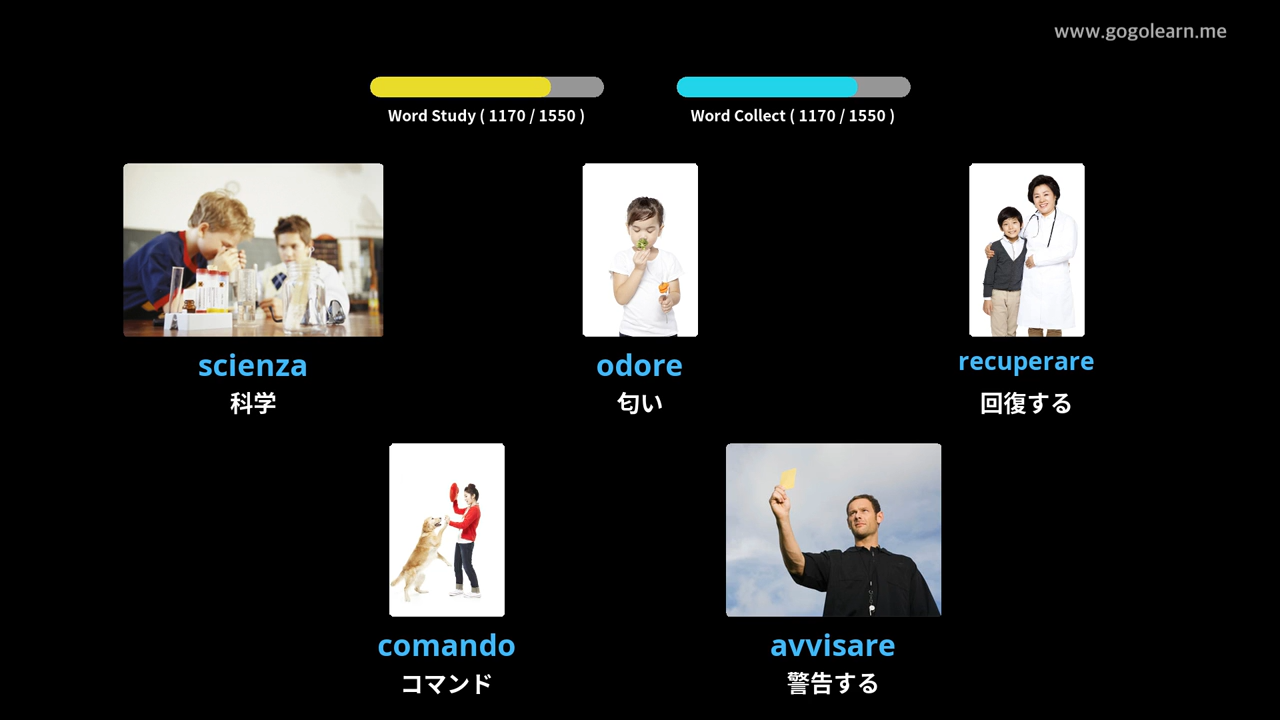 www.gogolearn.me
Word Study ( 1170 / 1550 )
Word Collect ( 1170 / 1550 )
scienza
科学
odore
匂い
recuperare
回復する
comando
コマンド
avvisare
警告する